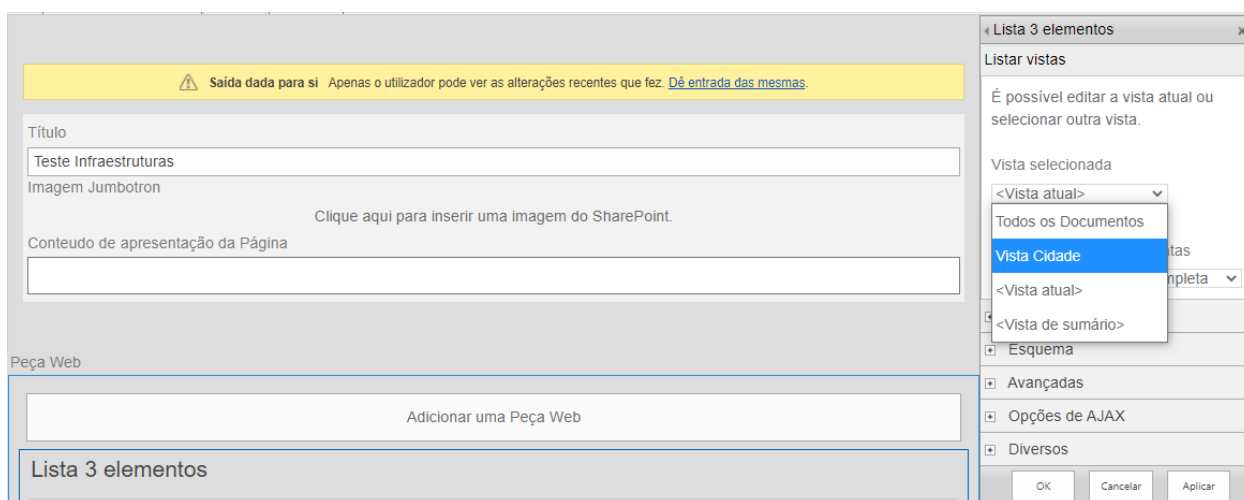 Saída dada para si Apenas o utilizador pode ver as alterações recentes que fez. Dê entrada das mesmas.
Título
Teste Infraestruturas
Imagem Jumbotron
Clique aqui para inserir uma imagem do SharePoint.
Conteudo de apresentação da Página
Peça Web
Adicionar uma Peça Web
Lista 3 elementos
Lista 3 elementos
Listar vistas
É possível editar a vista atual ou
selecionar outra vista.
Vista selecionada
<Vista atual>
Todos os Documentos
Vista Cidade
<Vista atual>
<Vista de sumário>
Esquema
Avançadas
Opções de AJAX
Diversos
OK Cancelar Aplicar